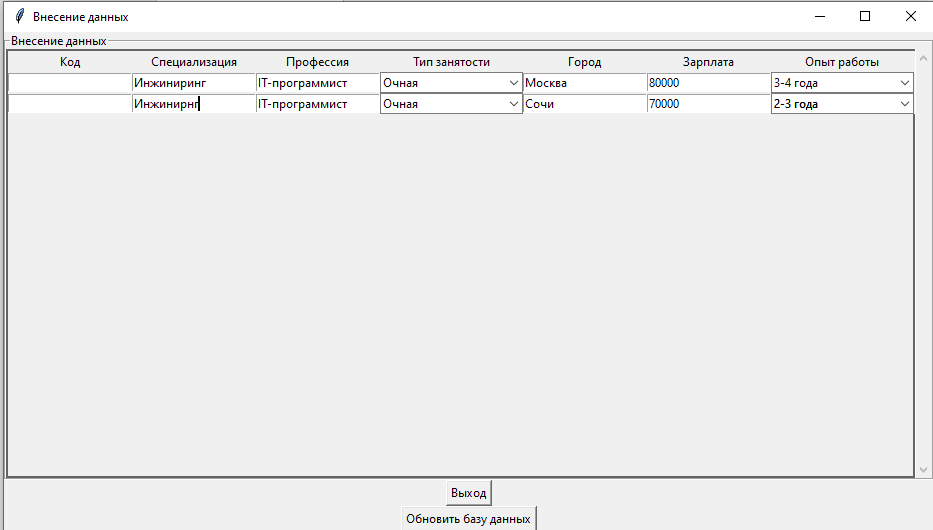 Внесение данных
Внесение данных
Код Специализация Профессия Тип занятости Город Зарплата Опыт работы
Инжиниринг IT-программист Очная Москва 80000 3-4 года
Инжинирнг IT-программист Очная Сочи 70000 2-3 года
Выход
Обновить базу данных